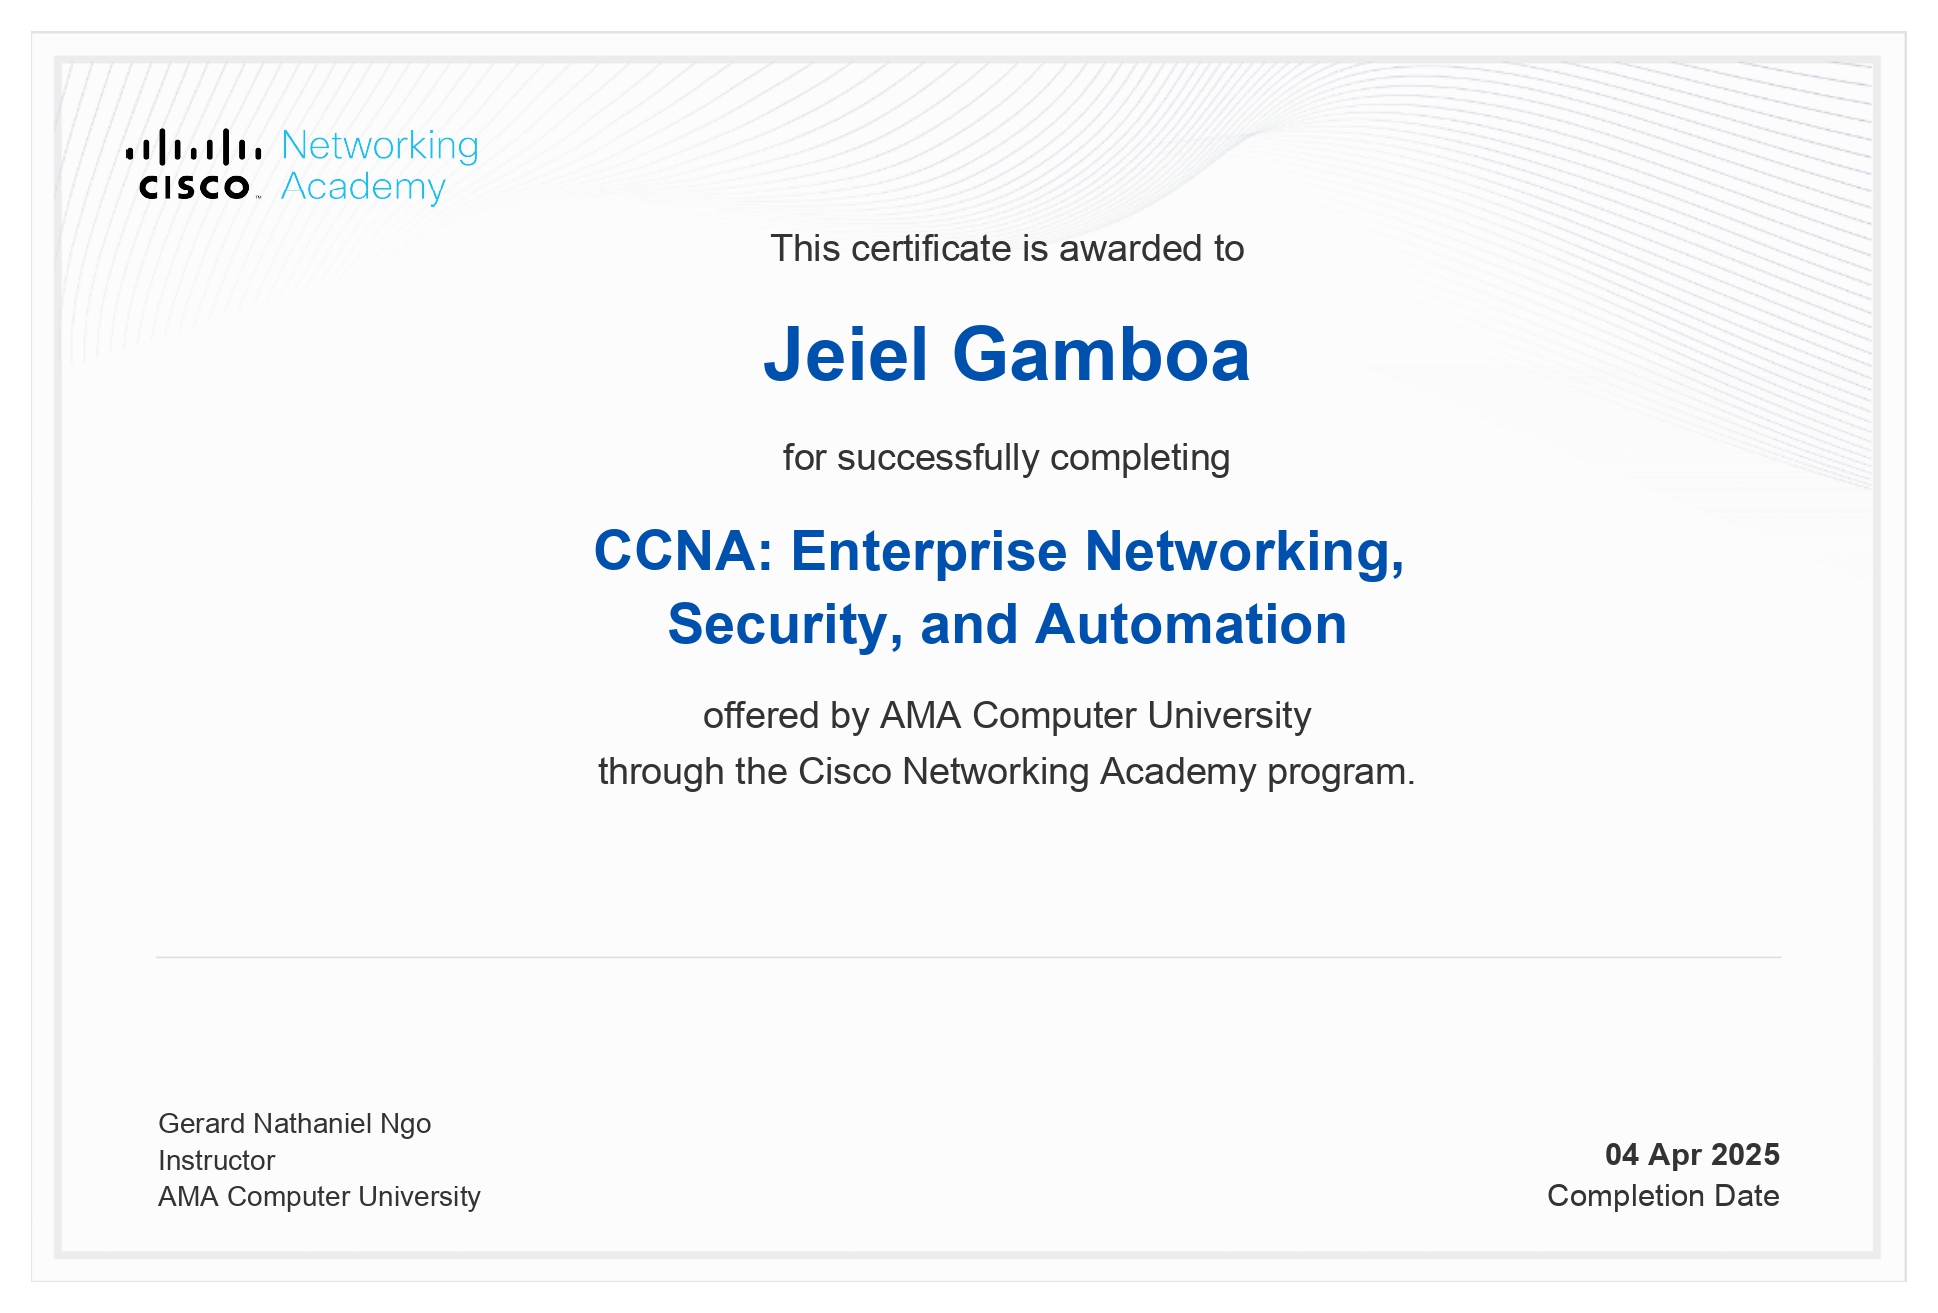 cisco™
Networking
Academy
This certificate is awarded to
Jeiel Gamboa
for successfully completing
CCNA: Enterprise Networking,
Security, and Automation
offered by AMA Computer University
through the Cisco Networking Academy program.
Gerard Nathaniel Ngo
Instructor
AMA Computer University
04 Apr 2025
Completion Date